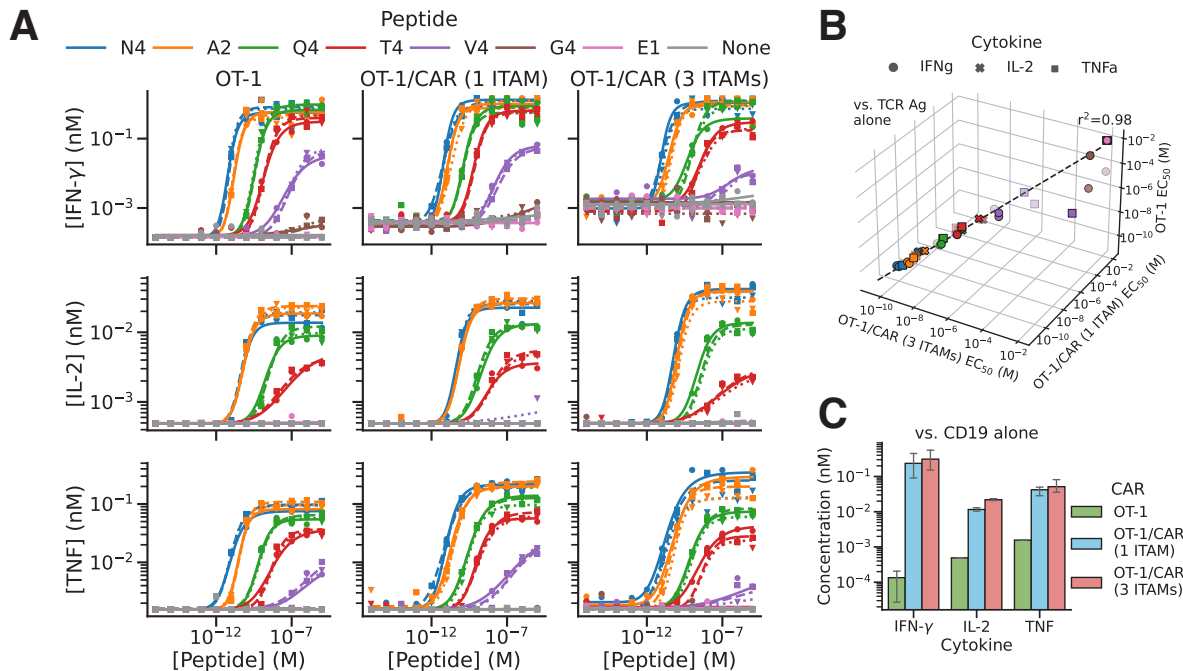 A
Peptide
N4 A2 Q4 T4 V4 G4 E1 None
OT-1 OT-1/CAR (1 ITAM) OT-1/CAR (3 ITAMs)
[IFN-γ] (nM)
10⁻¹
10⁻³
[IL-2] (nM)
10⁻²
10⁻³
[TNF] (nM)
10⁻¹
10⁻²
10⁻¹² 10⁻⁷ 10⁻¹² 10⁻⁷ 10⁻¹² 10⁻⁷
[Peptide] (M) [Peptide] (M) [Peptide] (M)
B
Cytokine
IFNg IL-2 TNFa
vs. TCR Ag
alone
r²=0.98
10⁻²
10⁻⁴
10⁻⁶
10⁻⁸
10⁻¹⁰
OT-1 EC₅₀ (M)
10⁻¹⁰ 10⁻⁸ 10⁻⁶ 10⁻⁴ 10⁻²
OT-1/CAR (3 ITAMs) EC₅₀ (M)
10⁻¹⁰ 10⁻⁸ 10⁻⁶ 10⁻⁴ 10⁻²
OT-1/CAR (1 ITAM) EC₅₀ (M)
C
vs. CD19 alone
Concentration (nM)
10⁻¹
10⁻²
10⁻³
10⁻⁴
IFN-γ IL-2 TNF
Cytokine
CAR
OT-1
OT-1/CAR
(1 ITAM)
OT-1/CAR
(3 ITAMs)